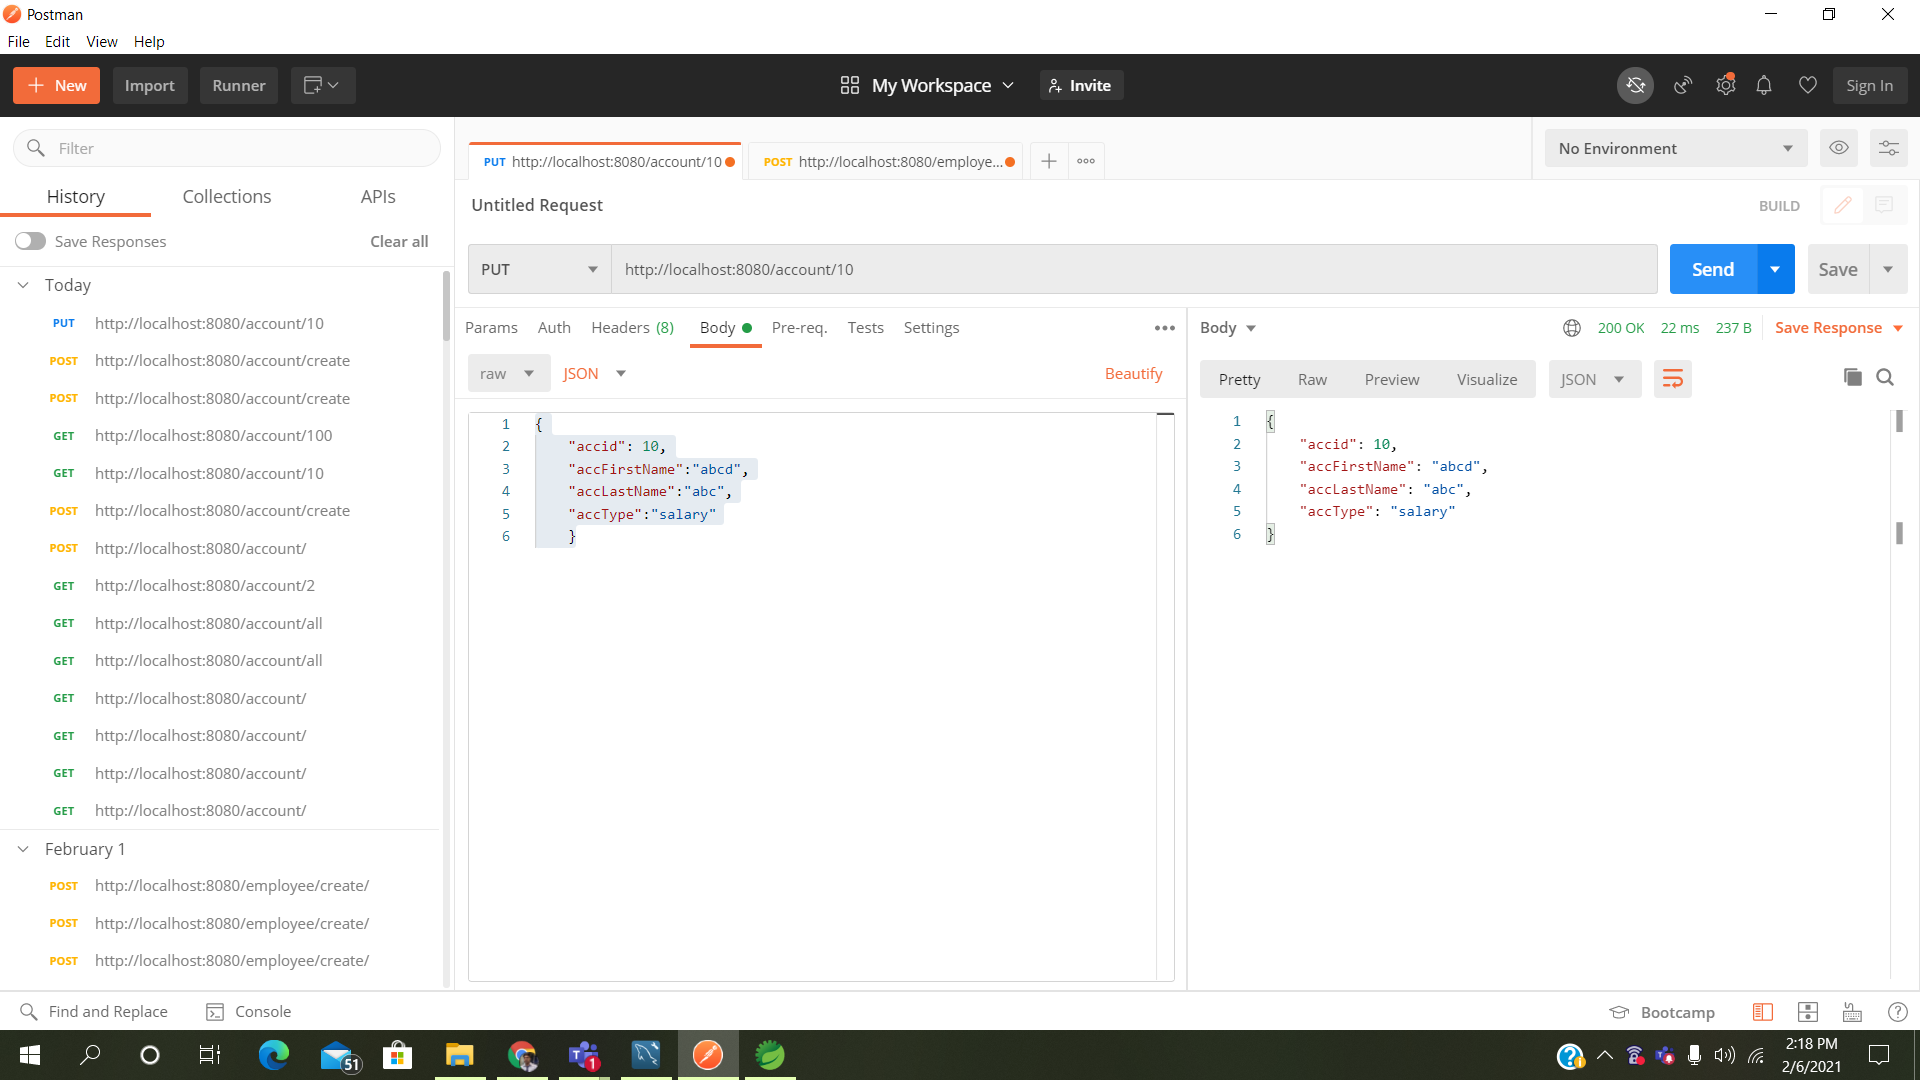 Postman
File Edit View Help
New Import Runner My Workspace Invite Sign In
Filter
History Collections APIs
Save Responses Clear all
Today
PUT http://localhost:8080/account/10
POST http://localhost:8080/account/create
POST http://localhost:8080/account/create
GET http://localhost:8080/account/100
GET http://localhost:8080/account/10
POST http://localhost:8080/account/create
POST http://localhost:8080/account/
GET http://localhost:8080/account/2
GET http://localhost:8080/account/all
GET http://localhost:8080/account/all
GET http://localhost:8080/account/
GET http://localhost:8080/account/
GET http://localhost:8080/account/
GET http://localhost:8080/account/
February 1
POST http://localhost:8080/employee/create/
POST http://localhost:8080/employee/create/
POST http://localhost:8080/employee/create/
PUT http://localhost:8080/account/10 POST http://localhost:8080/employe... No Environment
Untitled Request BUILD
PUT http://localhost:8080/account/10 Send Save
Params Auth Headers (8) Body Pre-req. Tests Settings
raw JSON Beautify
1 {
2 "accid": 10,
3 "accFirstName":"abcd",
4 "accLastName":"abc",
5 "accType":"salary"
6 }
Body 200 OK 22 ms 237 B Save Response
Pretty Raw Preview Visualize JSON
1 {
2 "accid": 10,
3 "accFirstName": "abcd",
4 "accLastName": "abc",
5 "accType": "salary"
6 }
Find and Replace Console Bootcamp
51 1 2:18 PM
2/6/2021